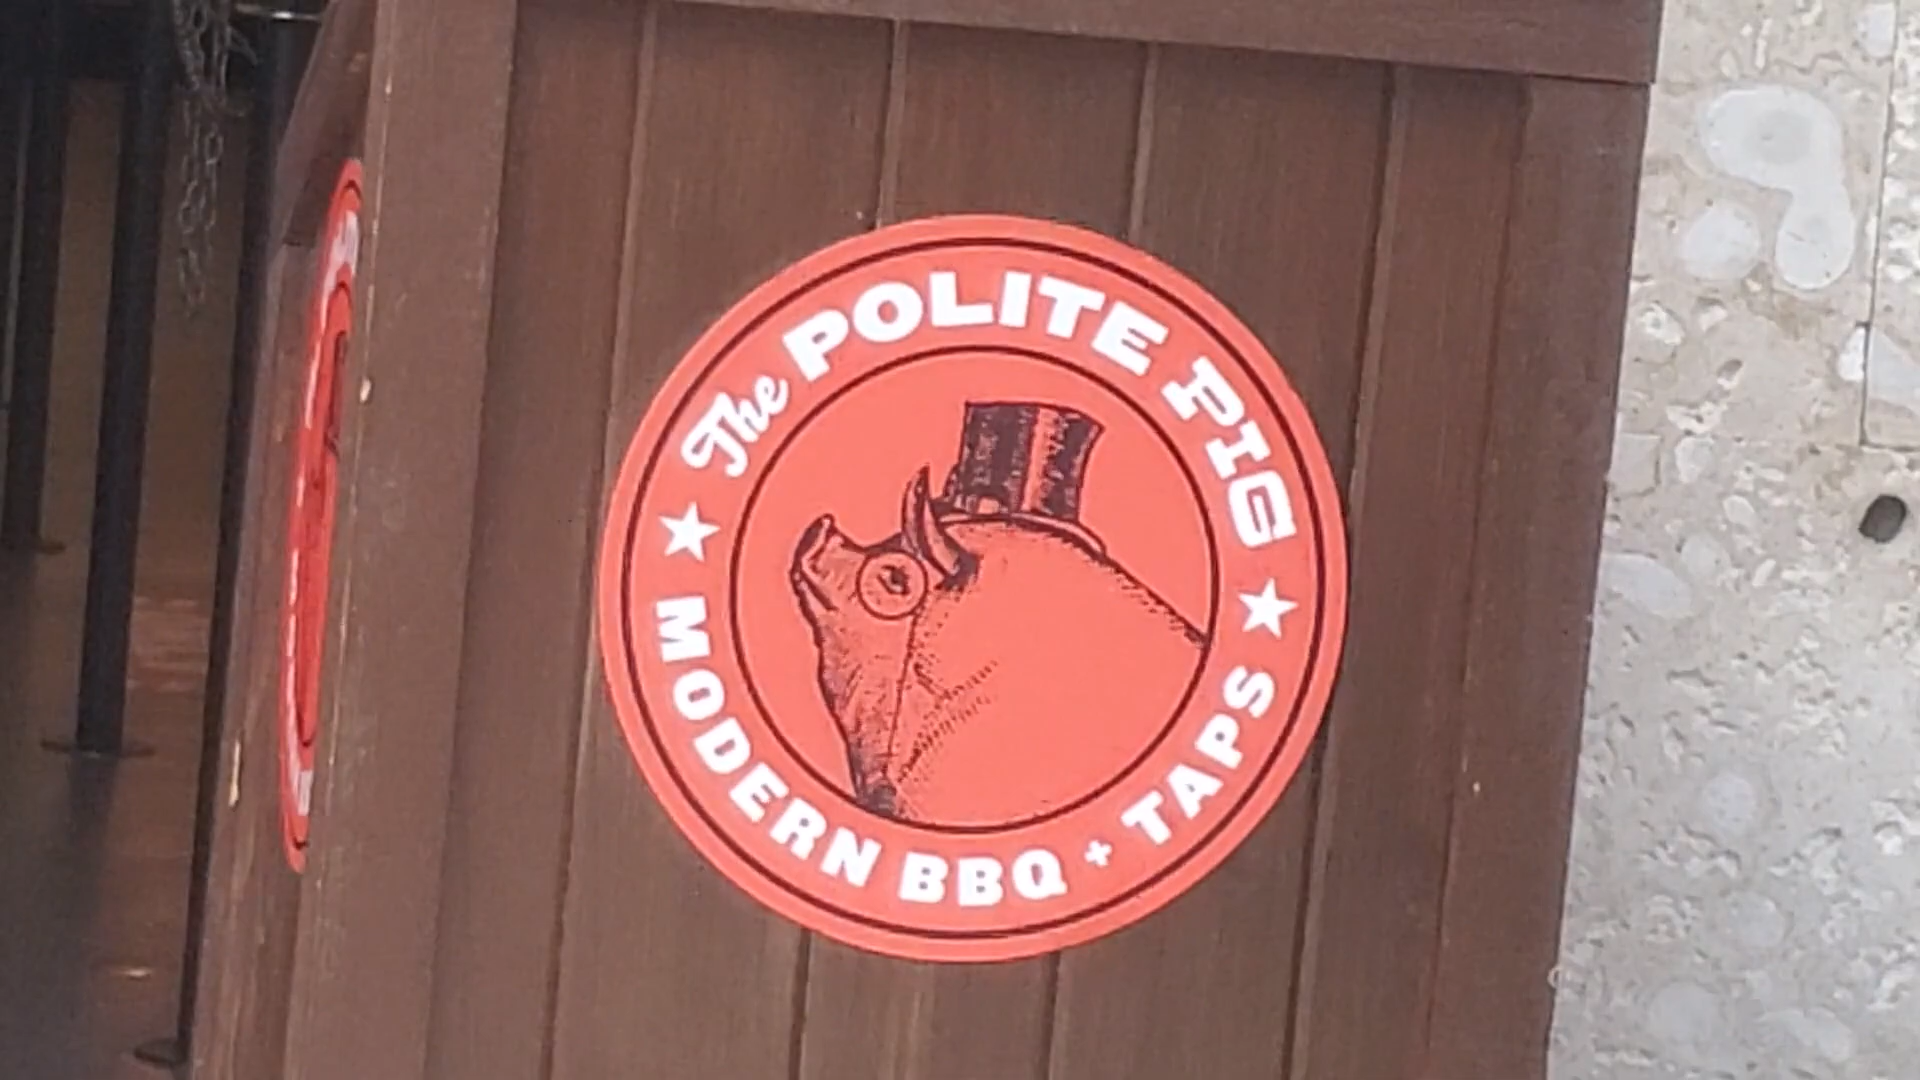 The POLITE PIG
MODERN BBQ + TAPS